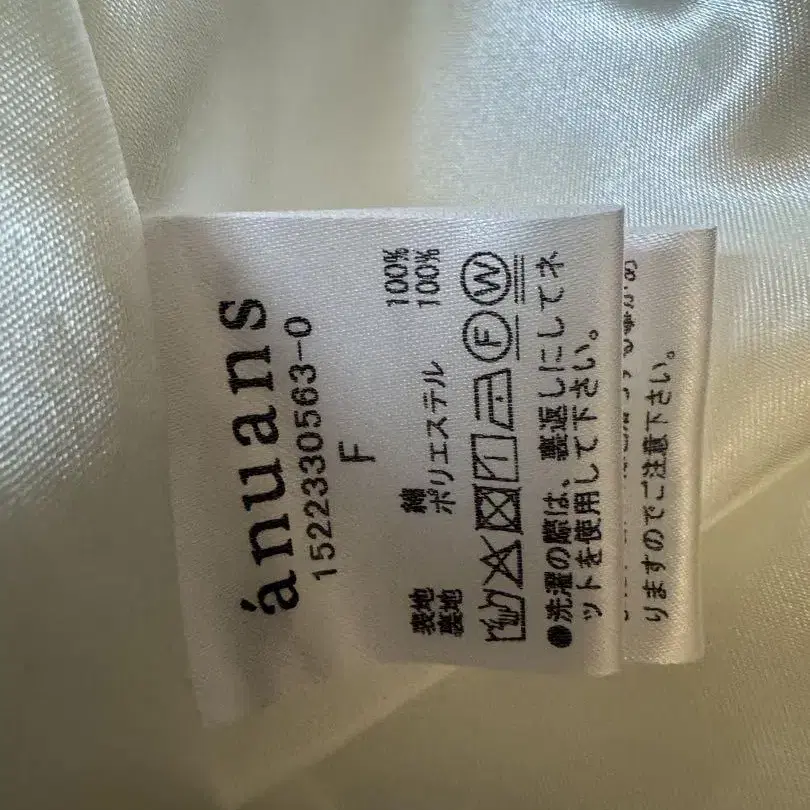 ánuans
1522330563-0
F
表地 綿 100%
裏地 ポリエステル 100%
F W
●洗濯の際は、裏返しにしてネ
ットを使用して下さい。
りますのでご注意下さい。